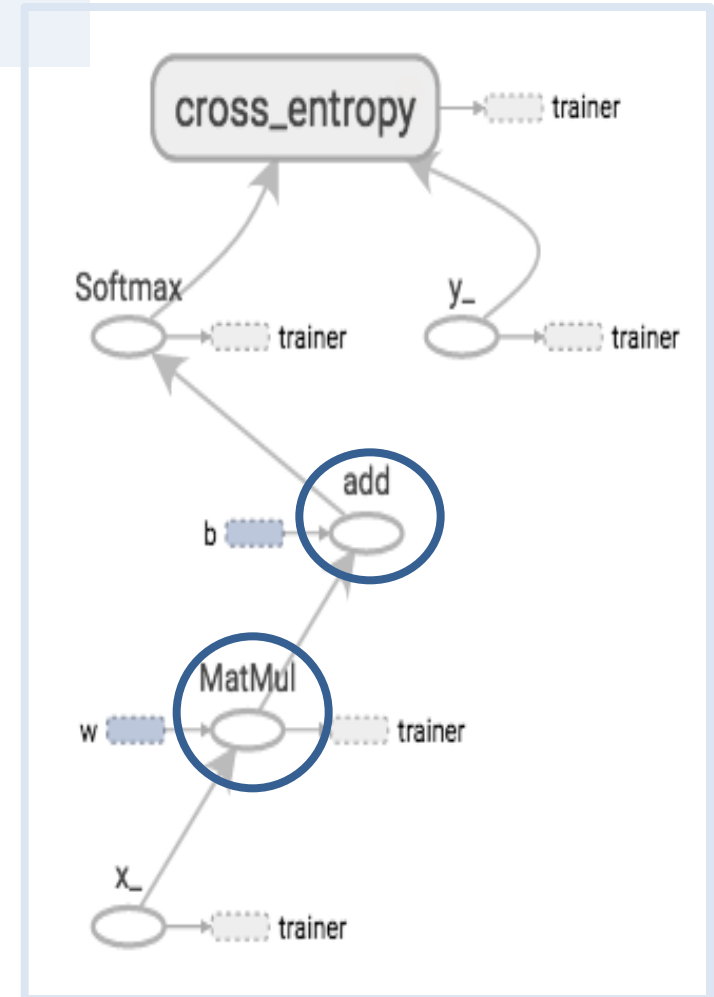 cross_entropy
trainer
Softmax
trainer
y_
trainer
add
b
MatMul
w
trainer
x_
trainer